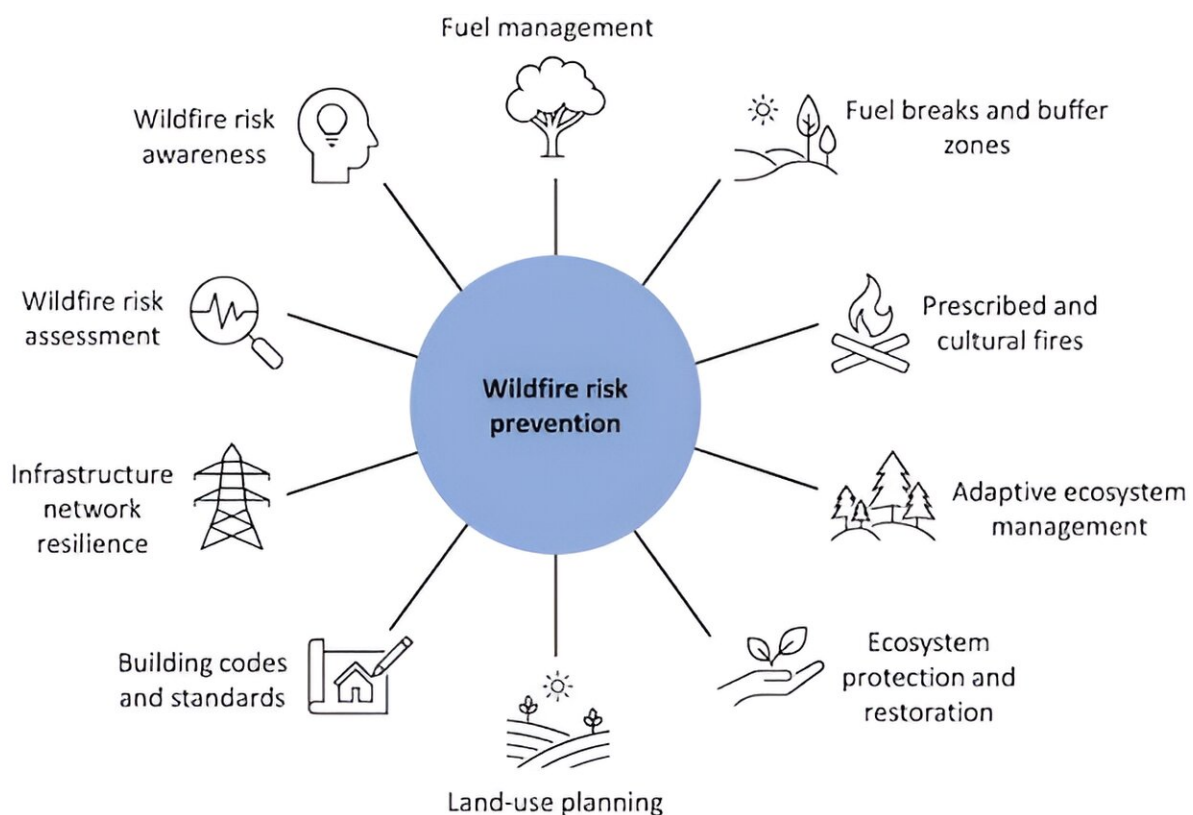 Fuel management
Wildfire risk
awareness
Fuel breaks and buffer
zones
Wildfire risk
assessment
Prescribed and
cultural fires
Wildfire risk
prevention
Infrastructure
network
resilience
Adaptive ecosystem
management
Building codes
and standards
Ecosystem
protection and
restoration
Land-use planning